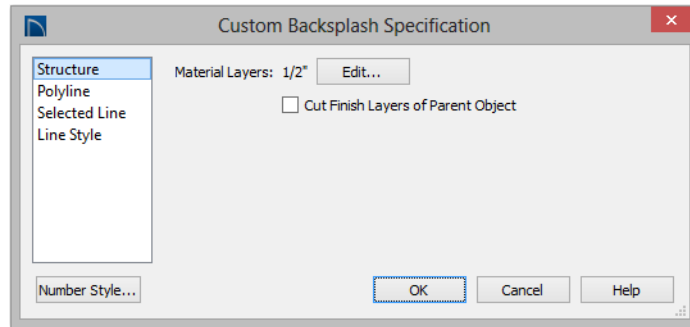 Custom Backsplash Specification
Structure
Polyline
Selected Line
Line Style
Material Layers: 1/2" Edit...
Cut Finish Layers of Parent Object
Number Style... OK Cancel Help